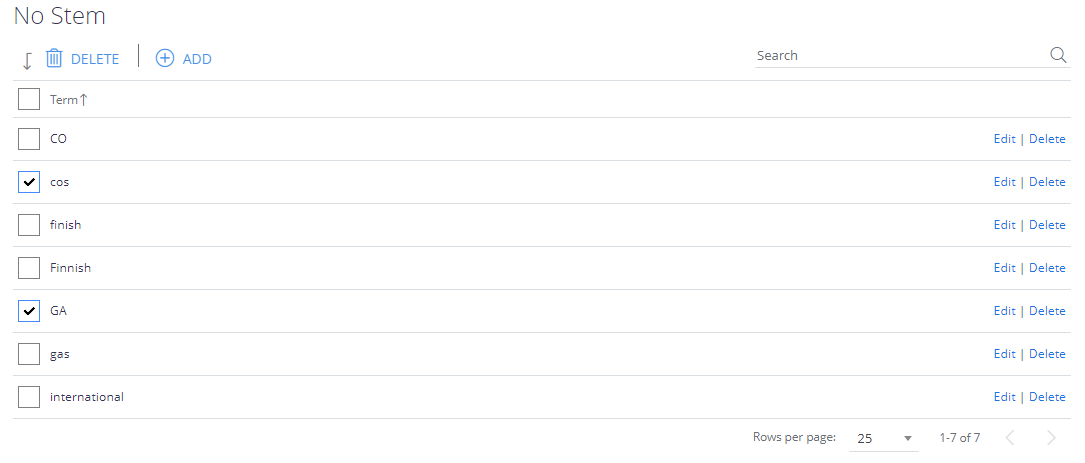 No Stem
DELETE | ADD
Search
Term↑
CO Edit | Delete
cos Edit | Delete
finish Edit | Delete
Finnish Edit | Delete
GA Edit | Delete
gas Edit | Delete
international Edit | Delete
Rows per page: 25 1-7 of 7